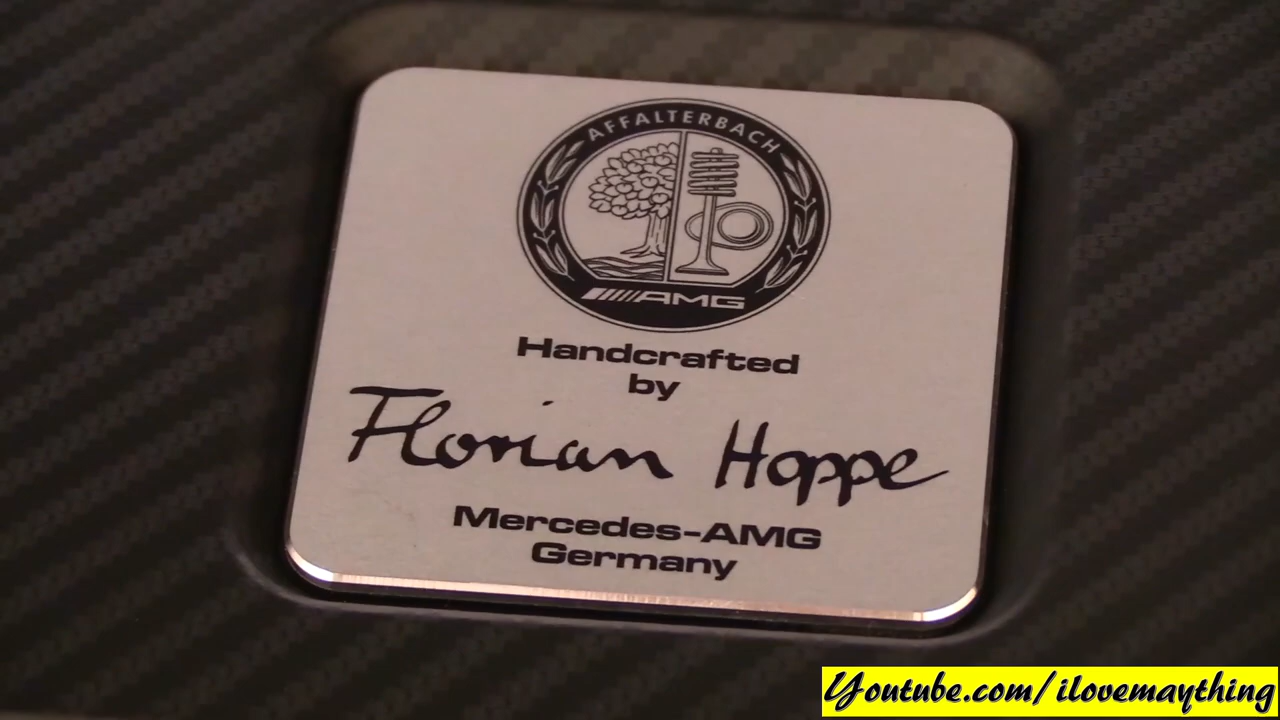 AFFALTERBACH
AMG
Handcrafted
by
Florian Hoppe
Mercedes-AMG
Germany
Youtube.com/ilovemaything